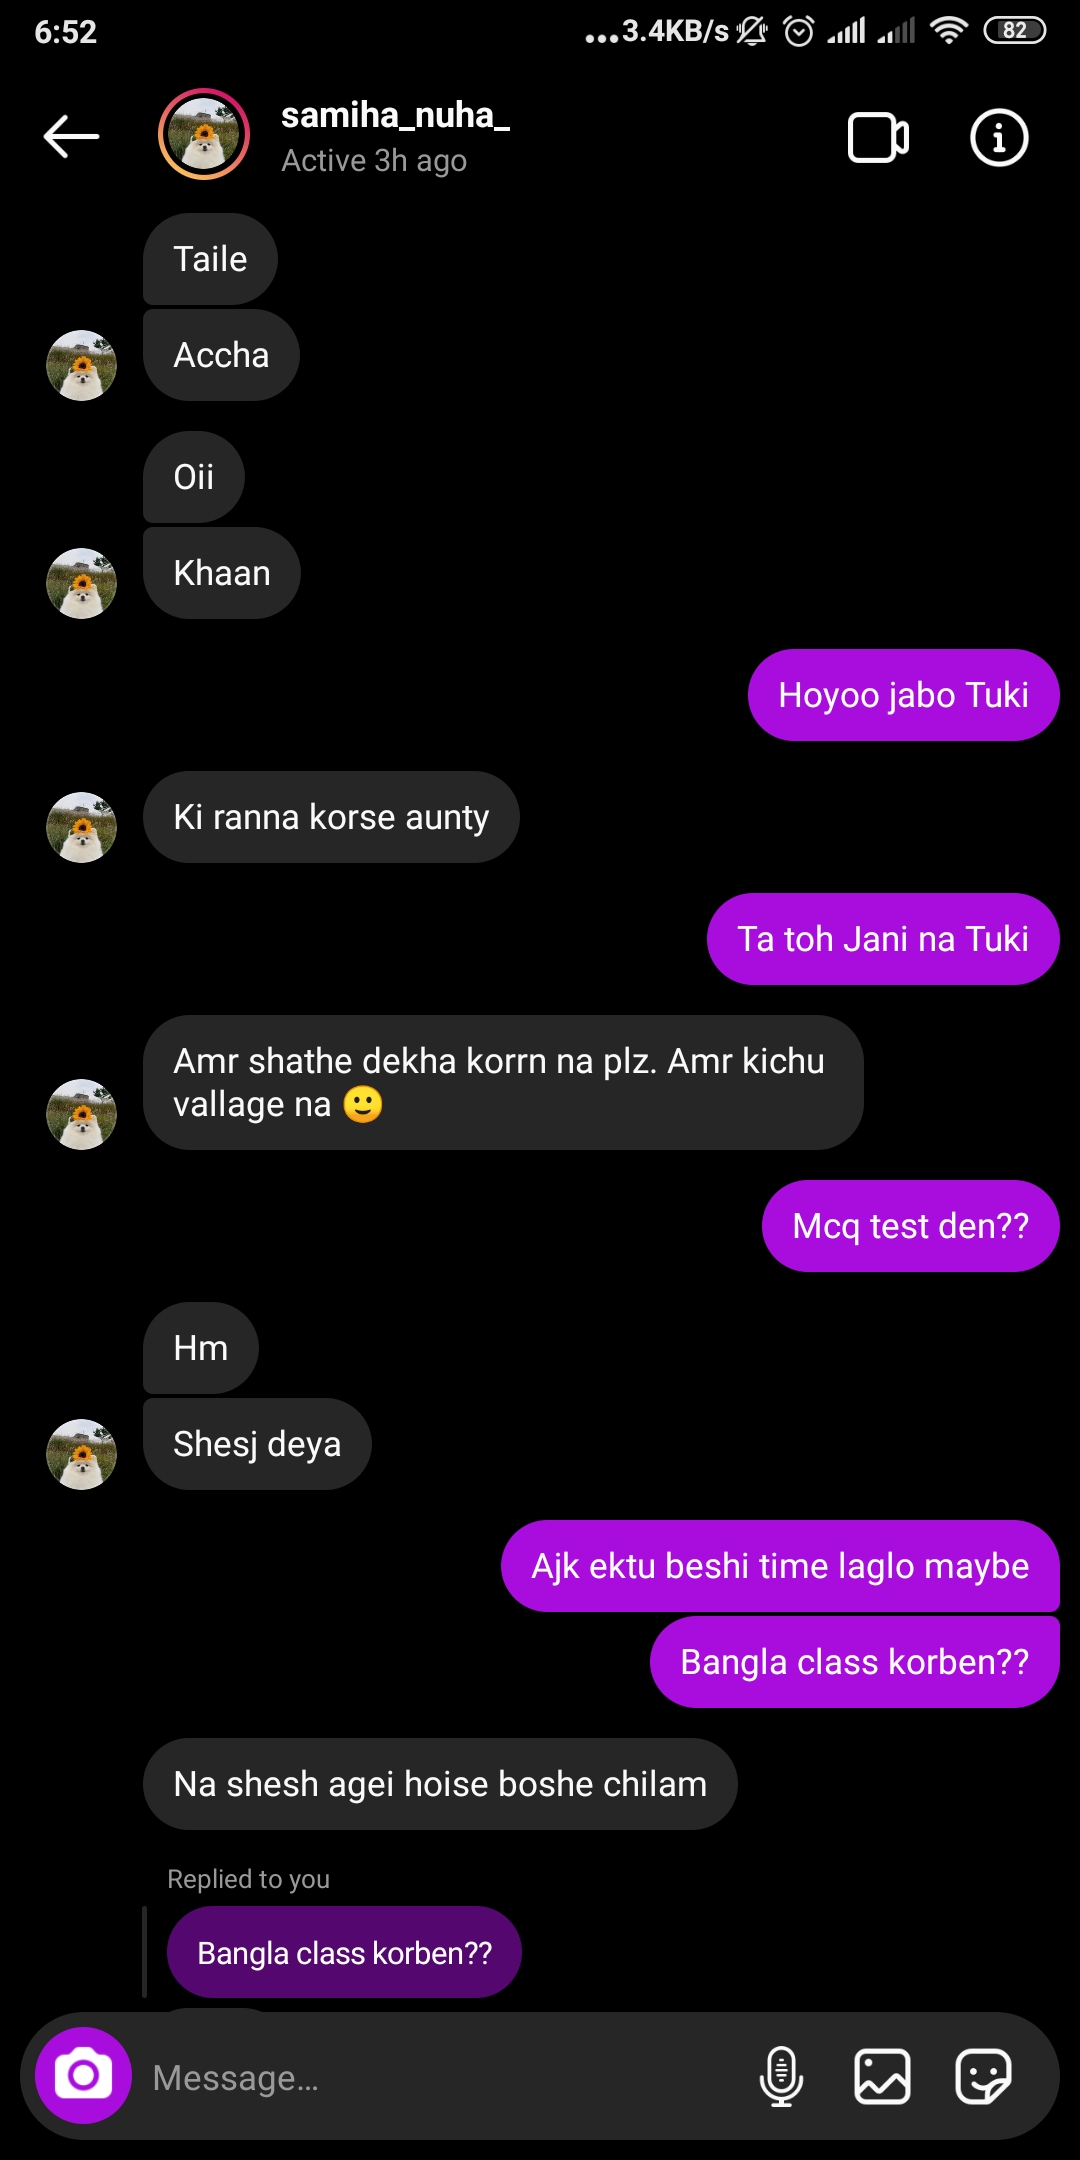 6:52
...3.4KB/s
82
samiha_nuha_
Active 3h ago
Taile
Accha
Oii
Khaan
Hoyoo jabo Tuki
Ki ranna korse aunty
Ta toh Jani na Tuki
Amr shathe dekha korrn na plz. Amr kichu
vallage na 🙂
Mcq test den??
Hm
Shesj deya
Ajk ektu beshi time laglo maybe
Bangla class korben??
Na shesh agei hoise boshe chilam
Replied to you
Bangla class korben??
Message...